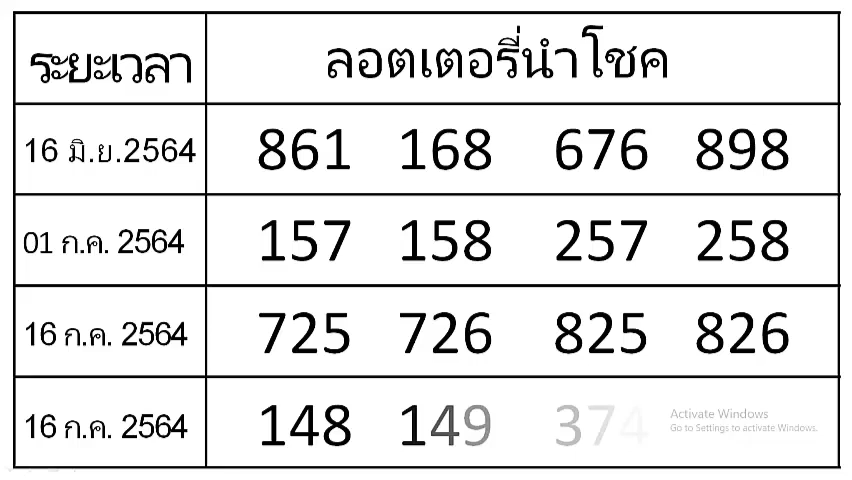 ระยะเวลา ลอตเตอรี่นำโชค
16 มิ.ย.2564 861 168 676 898
01 ก.ค. 2564 157 158 257 258
16 ก.ค. 2564 725 726 825 826
16 ก.ค. 2564 148 149 374
Activate Windows
Go to Settings to activate Windows.